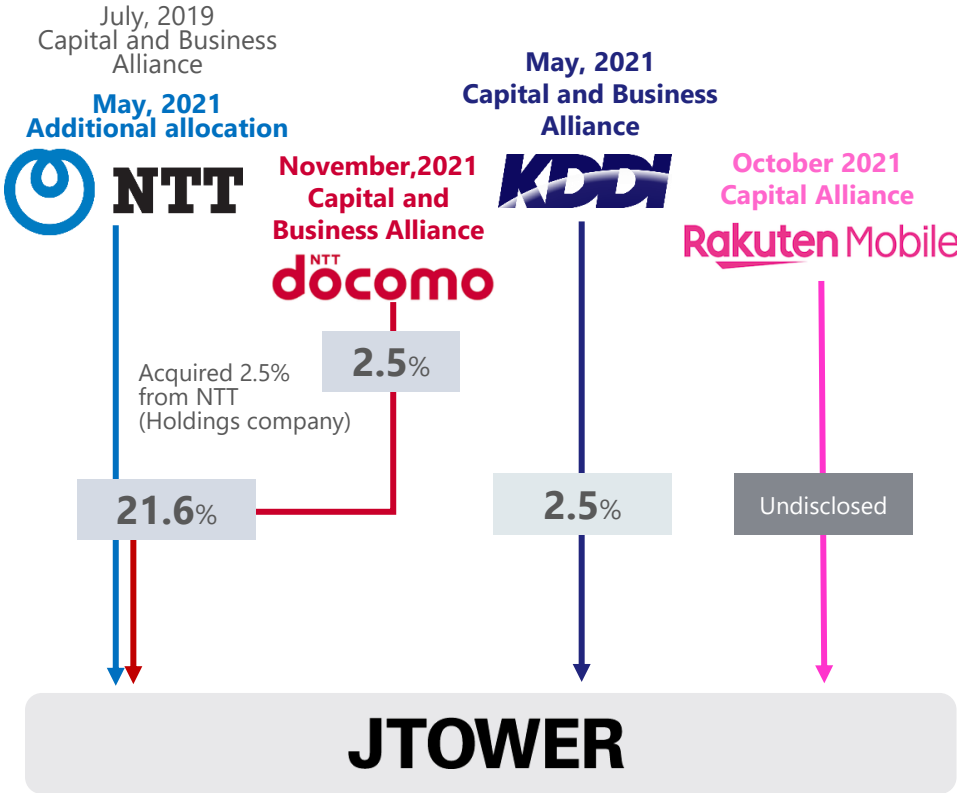 July, 2019
Capital and Business
Alliance
May, 2021
Additional allocation
NTT
November,2021
Capital and
Business Alliance
NTT
docomo
2.5%
Acquired 2.5%
from NTT
(Holdings company)
21.6%
May, 2021
Capital and Business
Alliance
KDDI
2.5%
October 2021
Capital Alliance
Rakuten Mobile
Undisclosed
JTOWER